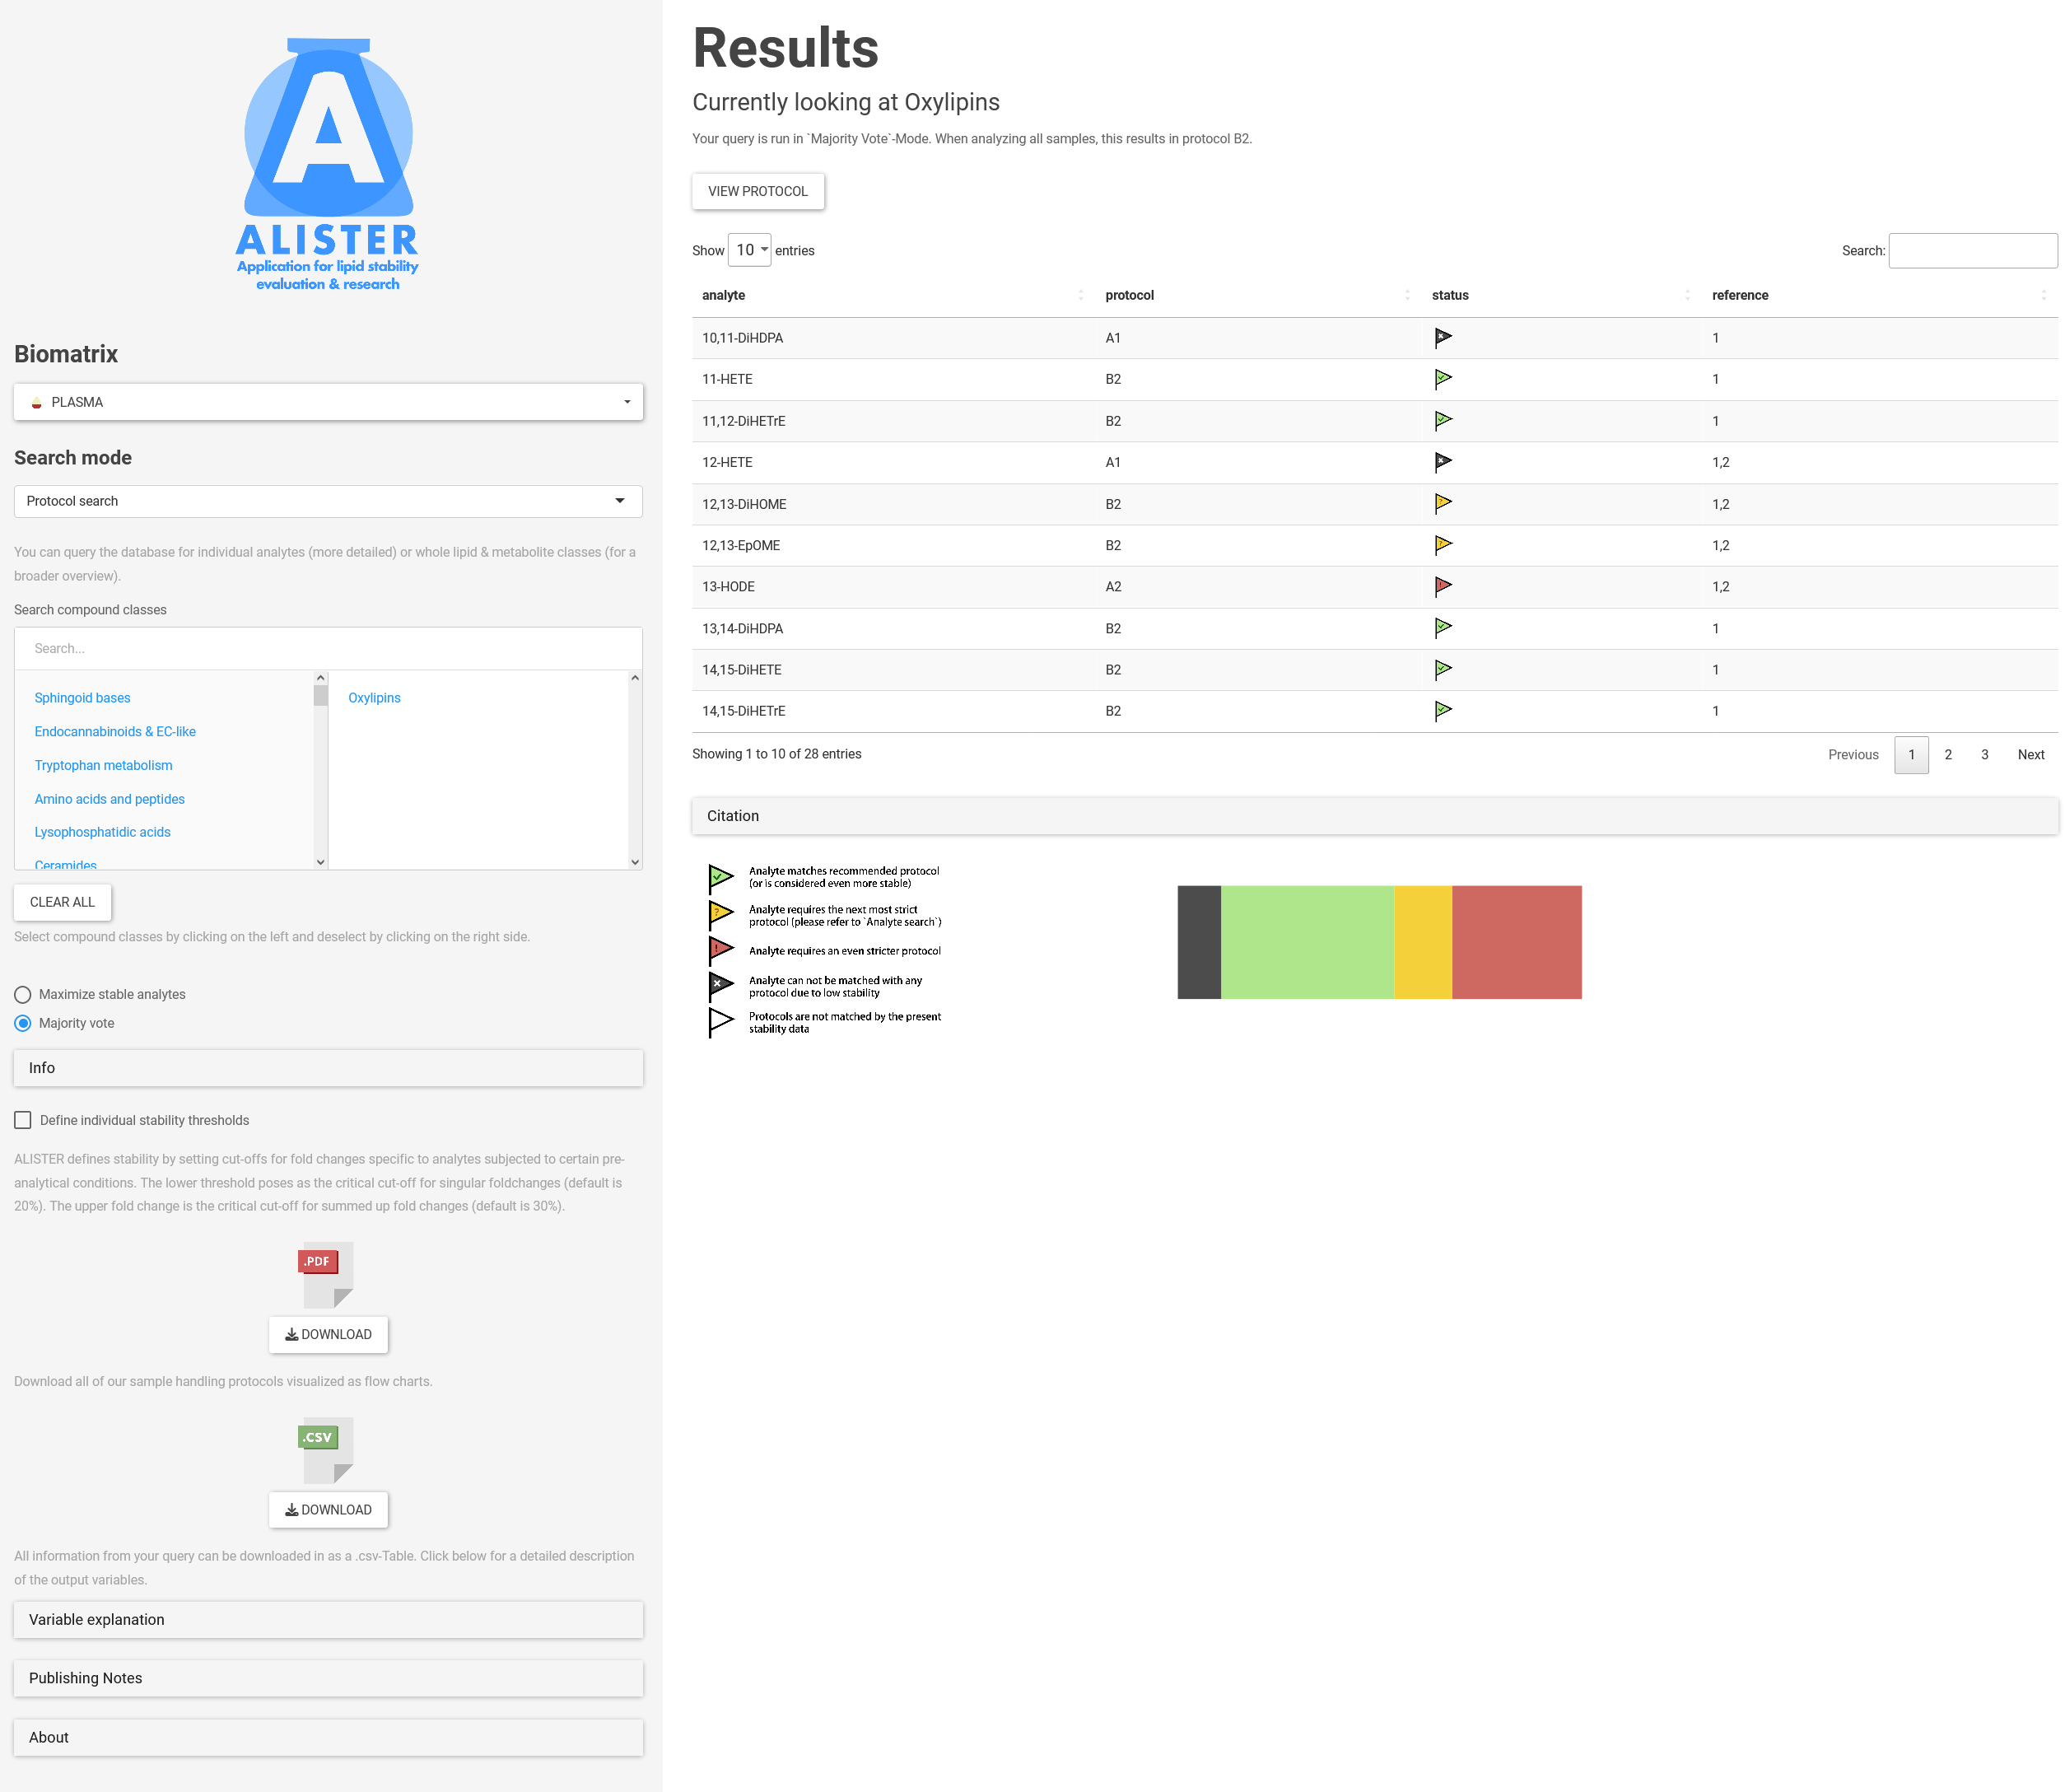 A
ALISTER
Application for lipid stability
evaluation & research
Biomatrix
PLASMA
Search mode
Protocol search
You can query the database for individual analytes (more detailed) or whole lipid & metabolite classes (for a
broader overview).
Search compound classes
Search...
Sphingoid bases
Endocannabinoids & EC-like
Tryptophan metabolism
Amino acids and peptides
Lysophosphatidic acids
Ceramides
Oxylipins
CLEAR ALL
Select compound classes by clicking on the left and deselect by clicking on the right side.
Maximize stable analytes
Majority vote
Info
Define individual stability thresholds
ALISTER defines stability by setting cut-offs for fold changes specific to analytes subjected to certain pre-
analytical conditions. The lower threshold poses as the critical cut-off for singular foldchanges (default is
20%). The upper fold change is the critical cut-off for summed up fold changes (default is 30%).
.PDF
DOWNLOAD
Download all of our sample handling protocols visualized as flow charts.
.CSV
DOWNLOAD
All information from your query can be downloaded in as a .csv-Table. Click below for a detailed description
of the output variables.
Variable explanation
Publishing Notes
About
Results
Currently looking at Oxylipins
Your query is run in `Majority Vote`-Mode. When analyzing all samples, this results in protocol B2.
VIEW PROTOCOL
Show 10 entries Search:
analyte protocol status reference
10,11-DiHDPA A1 1
11-HETE B2 1
11,12-DiHETrE B2 1
12-HETE A1 1,2
12,13-DiHOME B2 1,2
12,13-EpOME B2 1,2
13-HODE A2 1,2
13,14-DiHDPA B2 1
14,15-DiHETE B2 1
14,15-DiHETrE B2 1
Showing 1 to 10 of 28 entries Previous 1 2 3 Next
Citation
Analyte matches recommended protocol
(or is considered even more stable)
Analyte requires the next most strict
protocol (please refer to `Analyte search`)
Analyte requires an even stricter protocol
Analyte can not be matched with any
protocol due to low stability
Protocols are not matched by the present
stability data